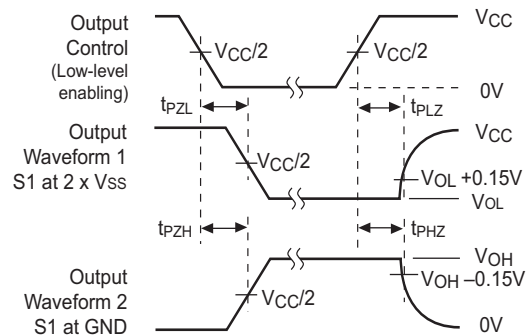 Output
Control
(Low-level
enabling)
VCC/2
VCC/2
VCC
0V
tPZL
tPLZ
Output
Waveform 1
S1 at 2 x Vss
VCC/2
VCC
VOL +0.15V
VOL
tPZH
tPHZ
Output
Waveform 2
S1 at GND
VCC/2
VOH
VOH –0.15V
0V